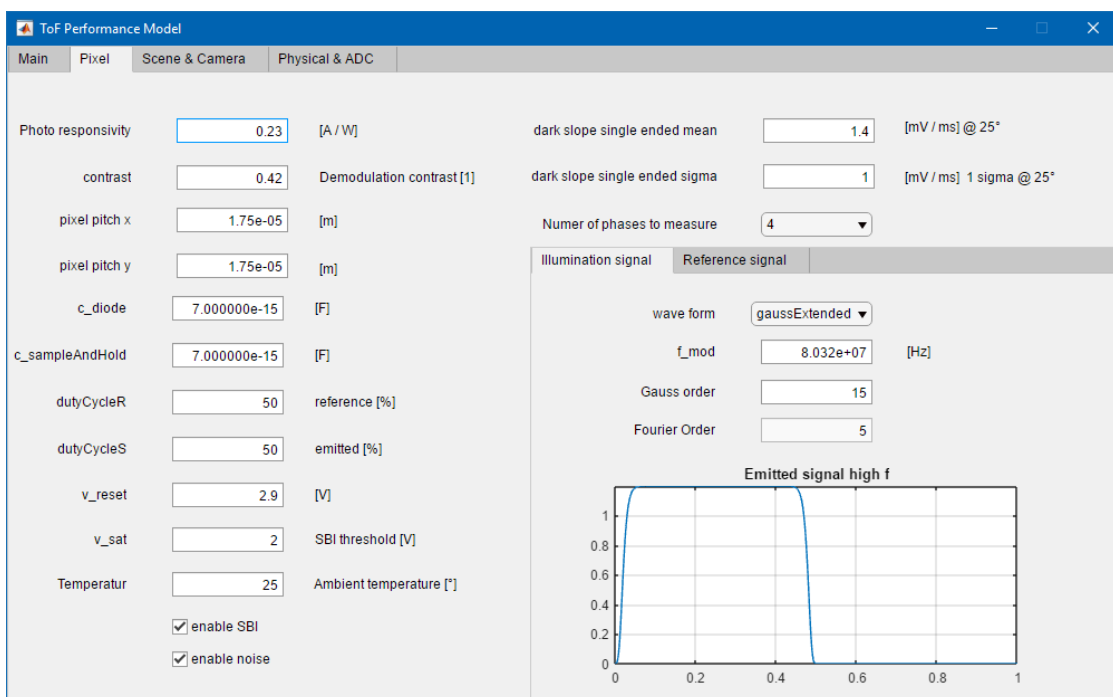 ToF Performance Model
Main Pixel Scene & Camera Physical & ADC
Photo responsivity 0.23 [A / W]
contrast 0.42 Demodulation contrast [1]
pixel pitch x 1.75e-05 [m]
pixel pitch y 1.75e-05 [m]
c_diode 7.000000e-15 [F]
c_sampleAndHold 7.000000e-15 [F]
dutyCycleR 50 reference [%]
dutyCycleS 50 emitted [%]
v_reset 2.9 [V]
v_sat 2 SBI threshold [V]
Temperatur 25 Ambient temperature [°]
enable SBI
enable noise
dark slope single ended mean 1.4 [mV / ms] @ 25°
dark slope single ended sigma 1 [mV / ms] 1 sigma @ 25°
Numer of phases to measure 4
Illumination signal Reference signal
wave form gaussExtended
f_mod 8.032e+07 [Hz]
Gauss order 15
Fourier Order 5
Emitted signal high f
1
0.8
0.6
0.4
0.2
0
0 0.2 0.4 0.6 0.8 1